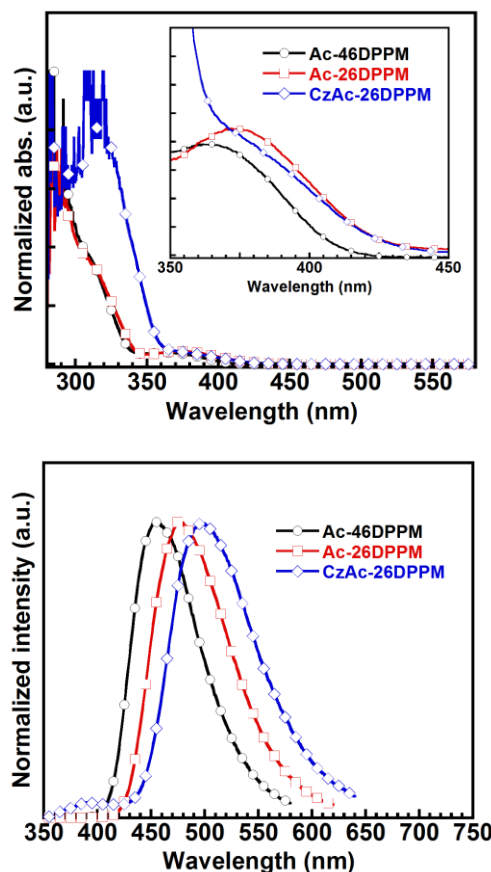 Ac-46DPPM
Ac-26DPPM
CzAc-26DPPM
350
400
450
Wavelength (nm)
Normalized abs. (a.u.)
300
350
400
450
500
550
Wavelength (nm)
Ac-46DPPM
Ac-26DPPM
CzAc-26DPPM
Normalized intensity (a.u.)
350
400
450
500
550
600
650
700
750
Wavelength (nm)